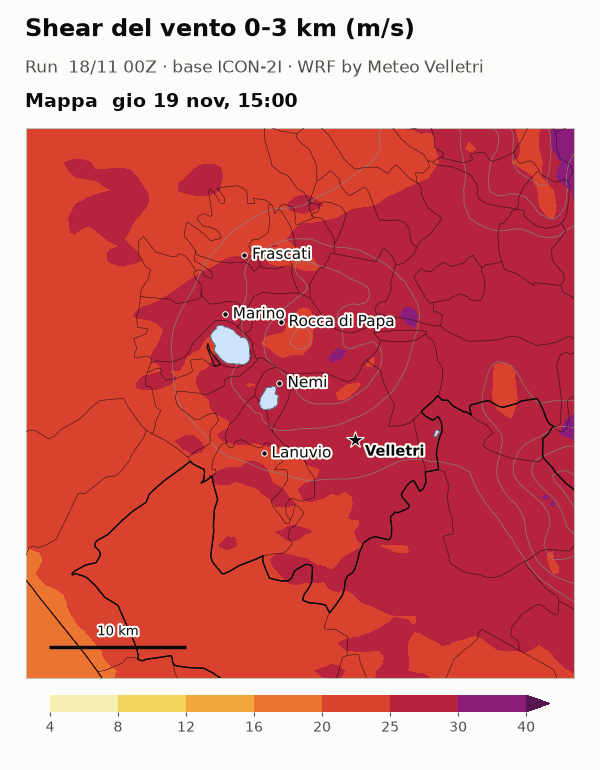 Shear del vento 0-3 km (m/s)
Run  18/11 00Z · base ICON-2I · WRF by Meteo Velletri
Mappa  gio 19 nov, 15:00
Frascati
Marino
Rocca di Papa
Nemi
Velletri
Lanuvio
10 km
4 8 12 16 20 25 30 40